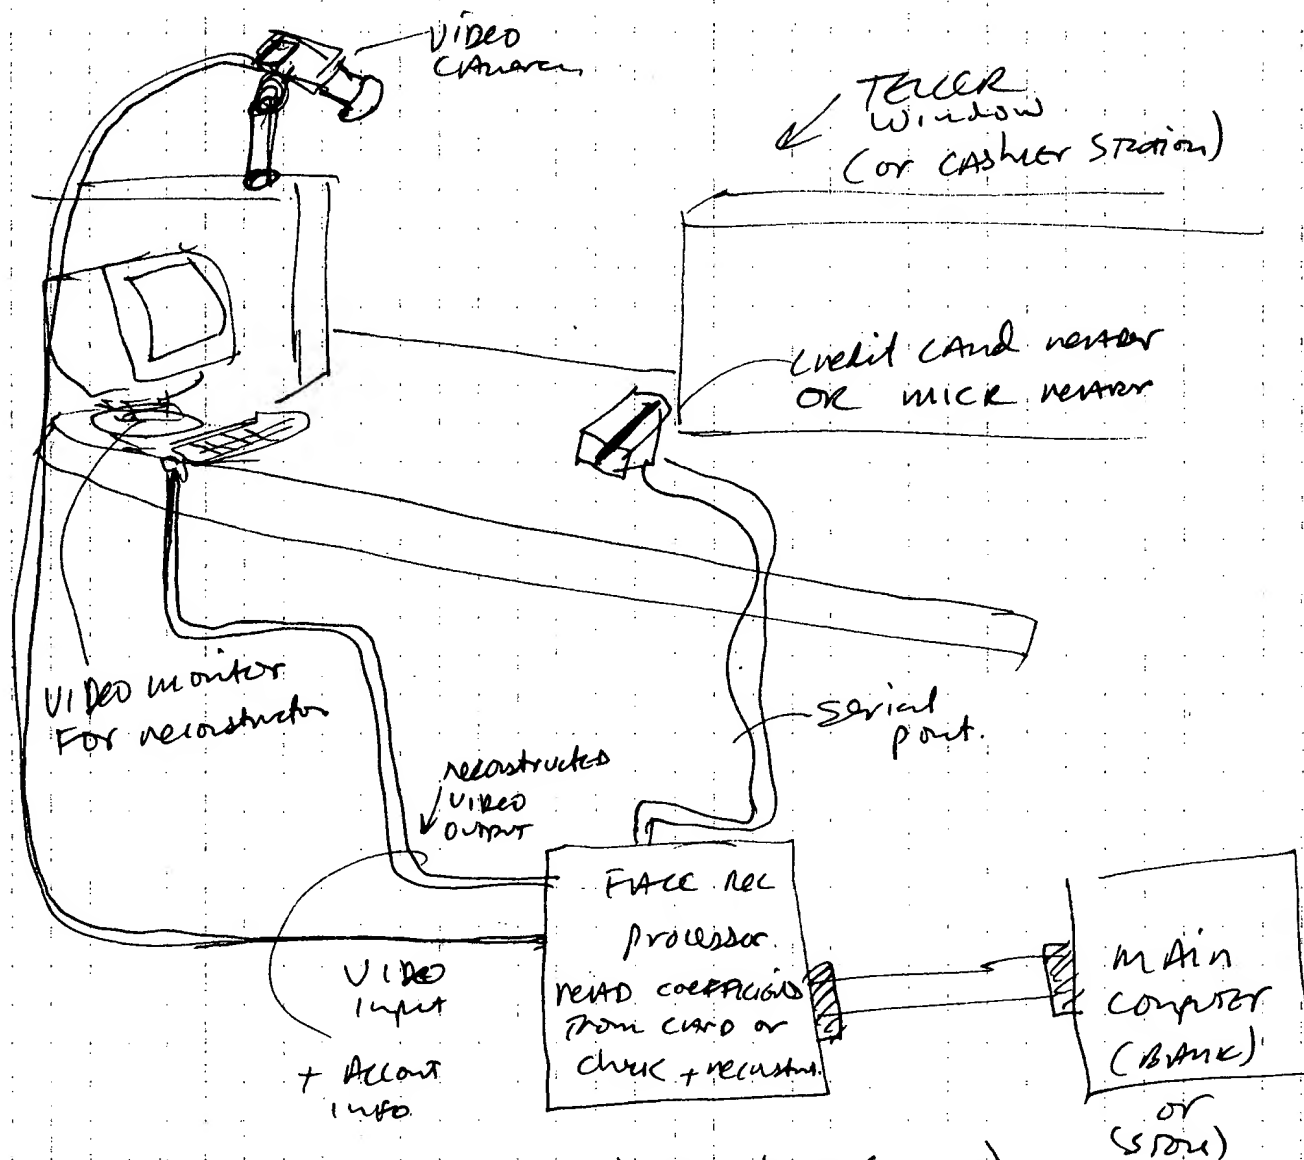 VIDEO
CAMERA
TELLER
WINDOW
(or CASHIER STATION)
Credit CARD reader
OR MICR reader
VIDEO monitor
For reconstruction
Serial
port.
reconstructed
VIDEO
OUTPUT
FACE Rec
processor.
READ COEFFICIENTS
From CARD or
check + reconstruct.
VIDEO
input
+ Account
info
MAIN
COMPUTER
(BANK)
or
(STORE)